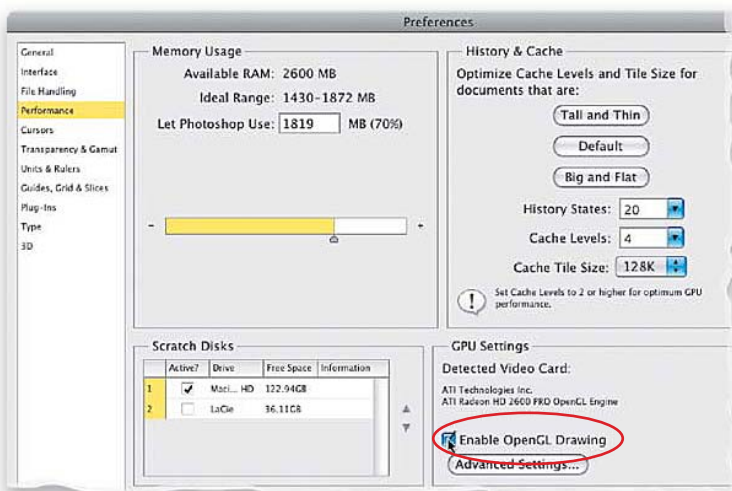 Preferences
General
Interface
File Handling
Performance
Cursors
Transparency & Gamut
Units & Rulers
Guides, Grid & Slices
Plug-Ins
Type
3D
Memory Usage
Available RAM: 2600 MB
Ideal Range: 1430-1872 MB
Let Photoshop Use: 1819 MB (70%)
- +
History & Cache
Optimize Cache Levels and Tile Size for
documents that are:
Tall and Thin
Default
Big and Flat
History States: 20
Cache Levels: 4
Cache Tile Size: 128K
! Set Cache Levels to 2 or higher for optimum GPU
performance.
Scratch Disks
Active? Drive Free Space Information
1 Maci... HD 122.94GB
2 LaCie 36.11GB
GPU Settings
Detected Video Card:
ATI Technologies Inc.
ATI Radeon HD 2600 PRO OpenGL Engine
Enable OpenGL Drawing
Advanced Settings...